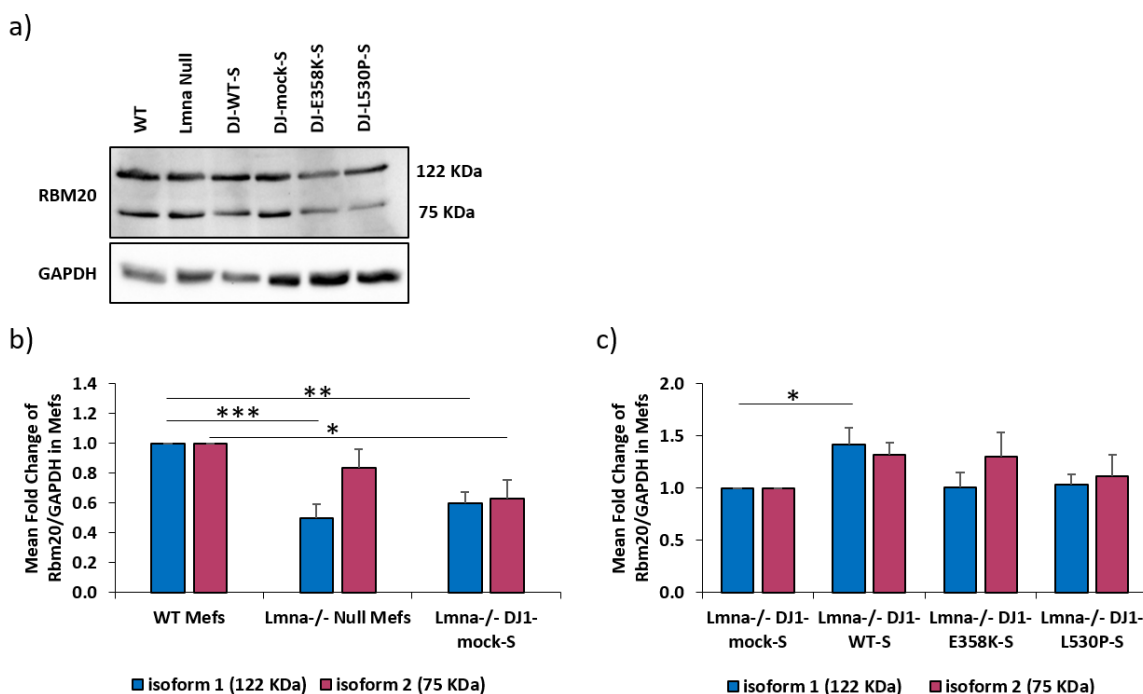 a)
WT
Lmna Null
DJ-WT-S
DJ-mock-S
DJ-E358K-S
DJ-L530P-S
RBM20
122 KDa
75 KDa
GAPDH
b)
Mean Fold Change of
Rbm20/GAPDH in Mefs
1.4
1.2
1.0
0.8
0.6
0.4
0.2
0.0
**
***
*
WT Mefs
Lmna-/- Null Mefs
Lmna-/- DJ1-
mock-S
isoform 1 (122 KDa)
isoform 2 (75 KDa)
c)
Mean Fold Change of
Rbm20/GAPDH in Mefs
2.0
1.5
1.0
0.5
0.0
*
Lmna-/- DJ1-
mock-S
Lmna-/- DJ1-
WT-S
Lmna-/- DJ1-
E358K-S
Lmna-/- DJ1-
L530P-S
isoform 1 (122 KDa)
isoform 2 (75 KDa)